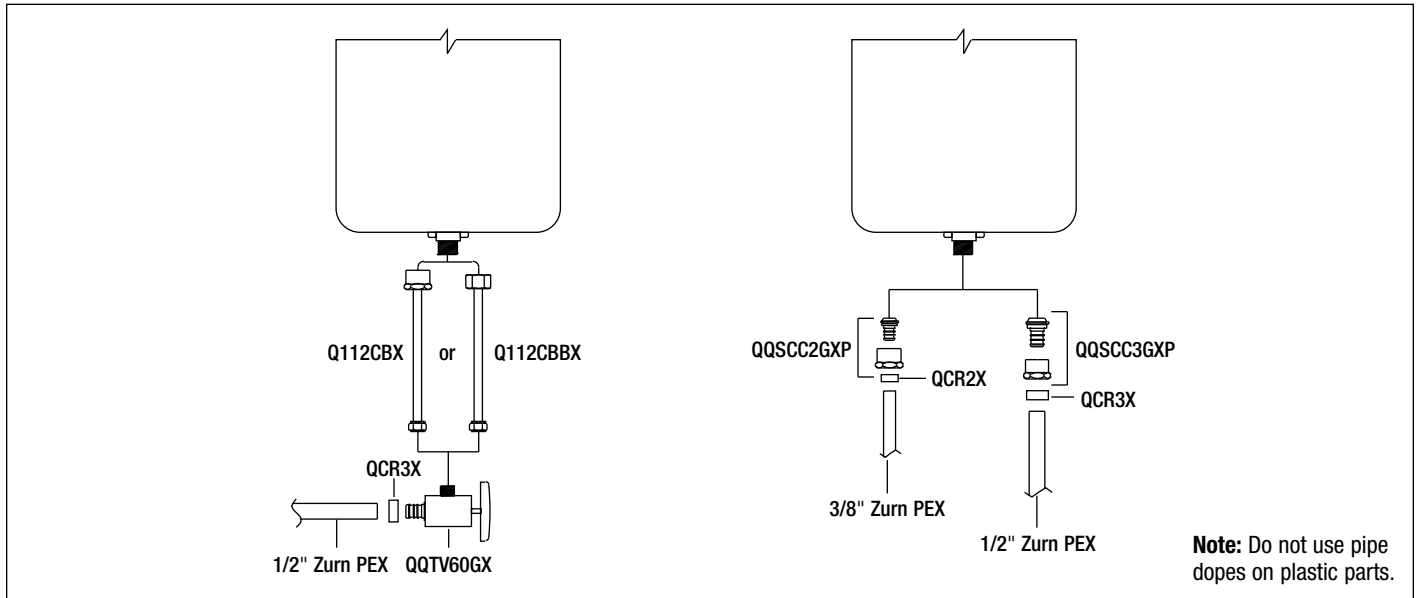 Q112CBX
or
Q112CBBX
QCR3X
1/2" Zurn PEX
QQTV60GX
QQSCC2GXP
QCR2X
3/8" Zurn PEX
QQSCC3GXP
QCR3X
1/2" Zurn PEX
Note: Do not use pipe
dopes on plastic parts.